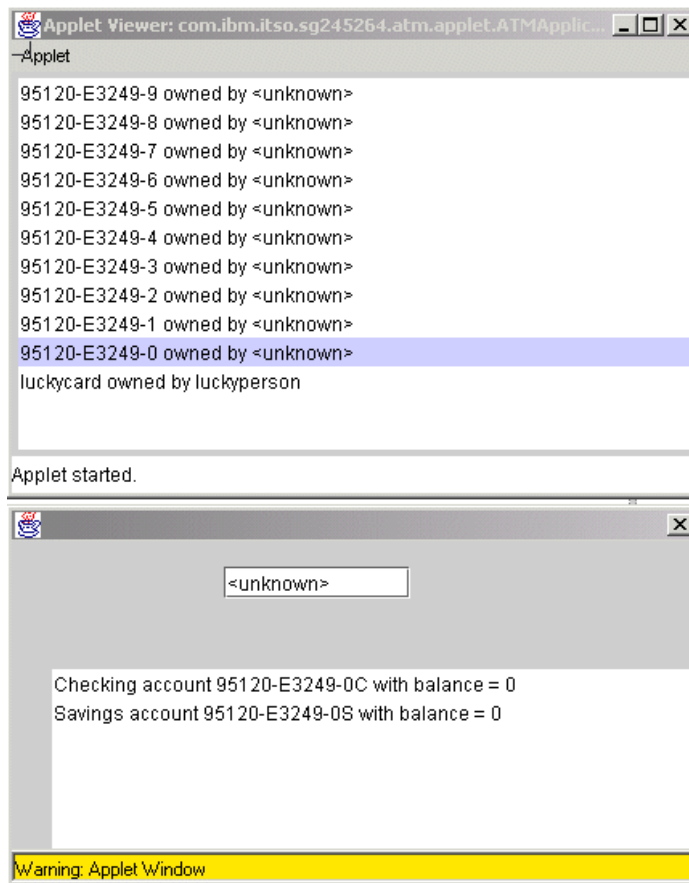 Applet Viewer: com.ibm.itso.sg245264.atm.applet.ATMApplic...
Applet
95120-E3249-9 owned by <unknown>
95120-E3249-8 owned by <unknown>
95120-E3249-7 owned by <unknown>
95120-E3249-6 owned by <unknown>
95120-E3249-5 owned by <unknown>
95120-E3249-4 owned by <unknown>
95120-E3249-3 owned by <unknown>
95120-E3249-2 owned by <unknown>
95120-E3249-1 owned by <unknown>
95120-E3249-0 owned by <unknown>
luckycard owned by luckyperson
Applet started.
<unknown>
Checking account 95120-E3249-0C with balance = 0
Savings account 95120-E3249-0S with balance = 0
Warning: Applet Window